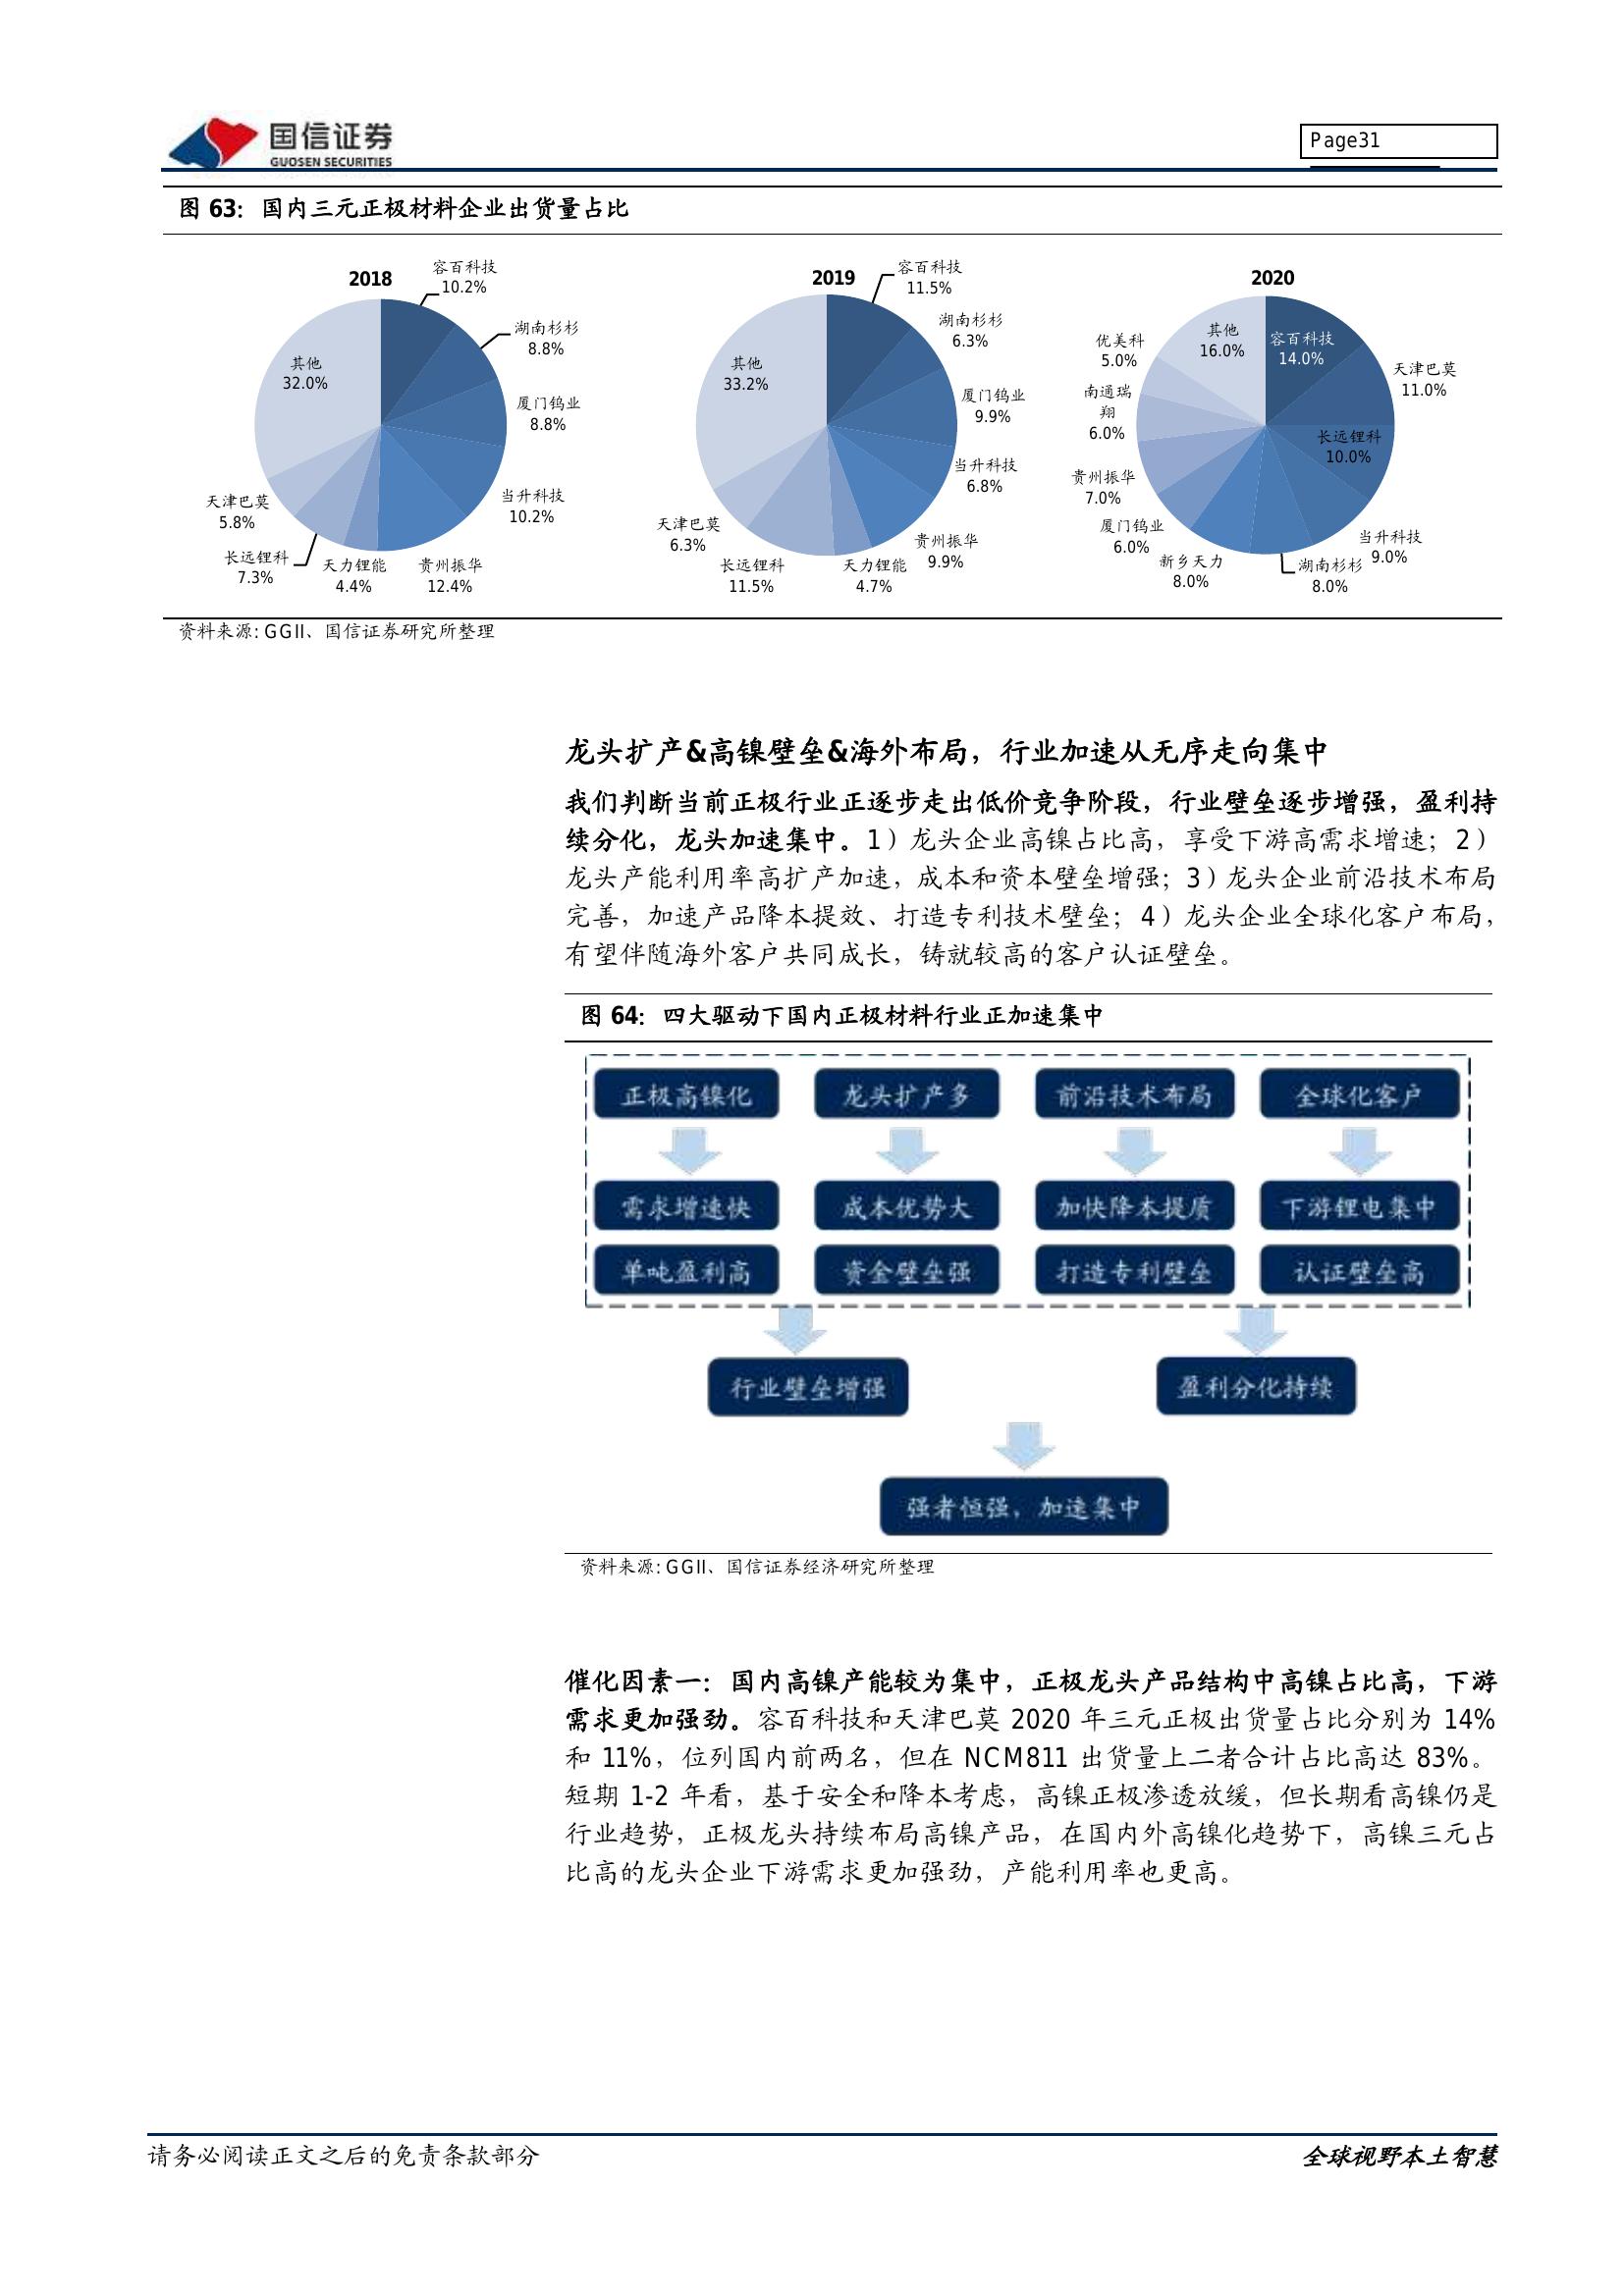 国信证券
GUOSEN SECURITIES
Page31
图 63：国内三元正极材料企业出货量占比
2018
容百科技
10.2%
湖南杉杉
8.8%
厦门钨业
8.8%
当升科技
10.2%
贵州振华
12.4%
天力锂能
4.4%
长远锂科
7.3%
天津巴莫
5.8%
其他
32.0%
2019
容百科技
11.5%
湖南杉杉
6.3%
厦门钨业
9.9%
当升科技
6.8%
贵州振华
9.9%
天力锂能
4.7%
长远锂科
11.5%
天津巴莫
6.3%
其他
33.2%
2020
容百科技
14.0%
天津巴莫
11.0%
长远锂科
10.0%
当升科技
9.0%
湖南杉杉
8.0%
新乡天力
8.0%
厦门钨业
6.0%
贵州振华
7.0%
南通瑞
翔
6.0%
优美科
5.0%
其他
16.0%
资料来源：GGII、国信证券研究所整理
龙头扩产&高镍壁垒&海外布局，行业加速从无序走向集中
我们判断当前正极行业正逐步走出低价竞争阶段，行业壁垒逐步增强，盈利持
续分化，龙头加速集中。1）龙头企业高镍占比高，享受下游高需求增速；2）
龙头产能利用率高扩产加速，成本和资本壁垒增强；3）龙头企业前沿技术布局
完善，加速产品降本提效、打造专利技术壁垒；4）龙头企业全球化客户布局，
有望伴随海外客户共同成长，铸就较高的客户认证壁垒。
图 64：四大驱动下国内正极材料行业正加速集中
正极高镍化
龙头扩产多
前沿技术布局
全球化客户
需求增速快
成本优势大
加快降本提质
下游锂电集中
单吨盈利高
资金壁垒强
打造专利壁垒
认证壁垒高
行业壁垒增强
盈利分化持续
强者恒强，加速集中
资料来源：GGII、国信证券经济研究所整理
催化因素一：国内高镍产能较为集中，正极龙头产品结构中高镍占比高，下游
需求更加强劲。容百科技和天津巴莫 2020 年三元正极出货量占比分别为 14%
和 11%，位列国内前两名，但在 NCM811 出货量上二者合计占比高达 83%。
短期 1-2 年看，基于安全和降本考虑，高镍正极渗透放缓，但长期看高镍仍是
行业趋势，正极龙头持续布局高镍产品，在国内外高镍化趋势下，高镍三元占
比高的龙头企业下游需求更加强劲，产能利用率也更高。
请务必阅读正文之后的免责条款部分
全球视野本土智慧